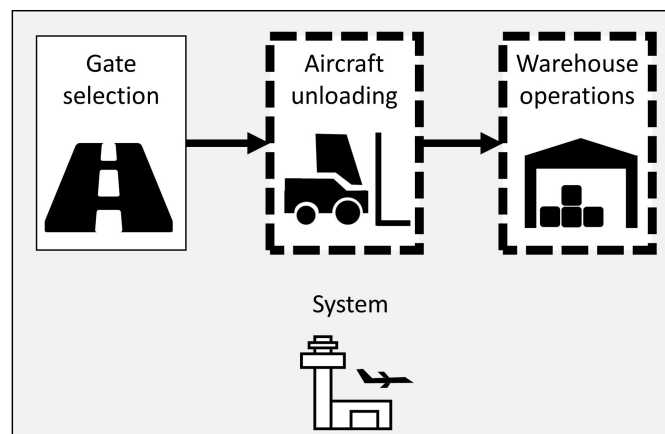 Gate
selection
Aircraft
unloading
Warehouse
operations
System